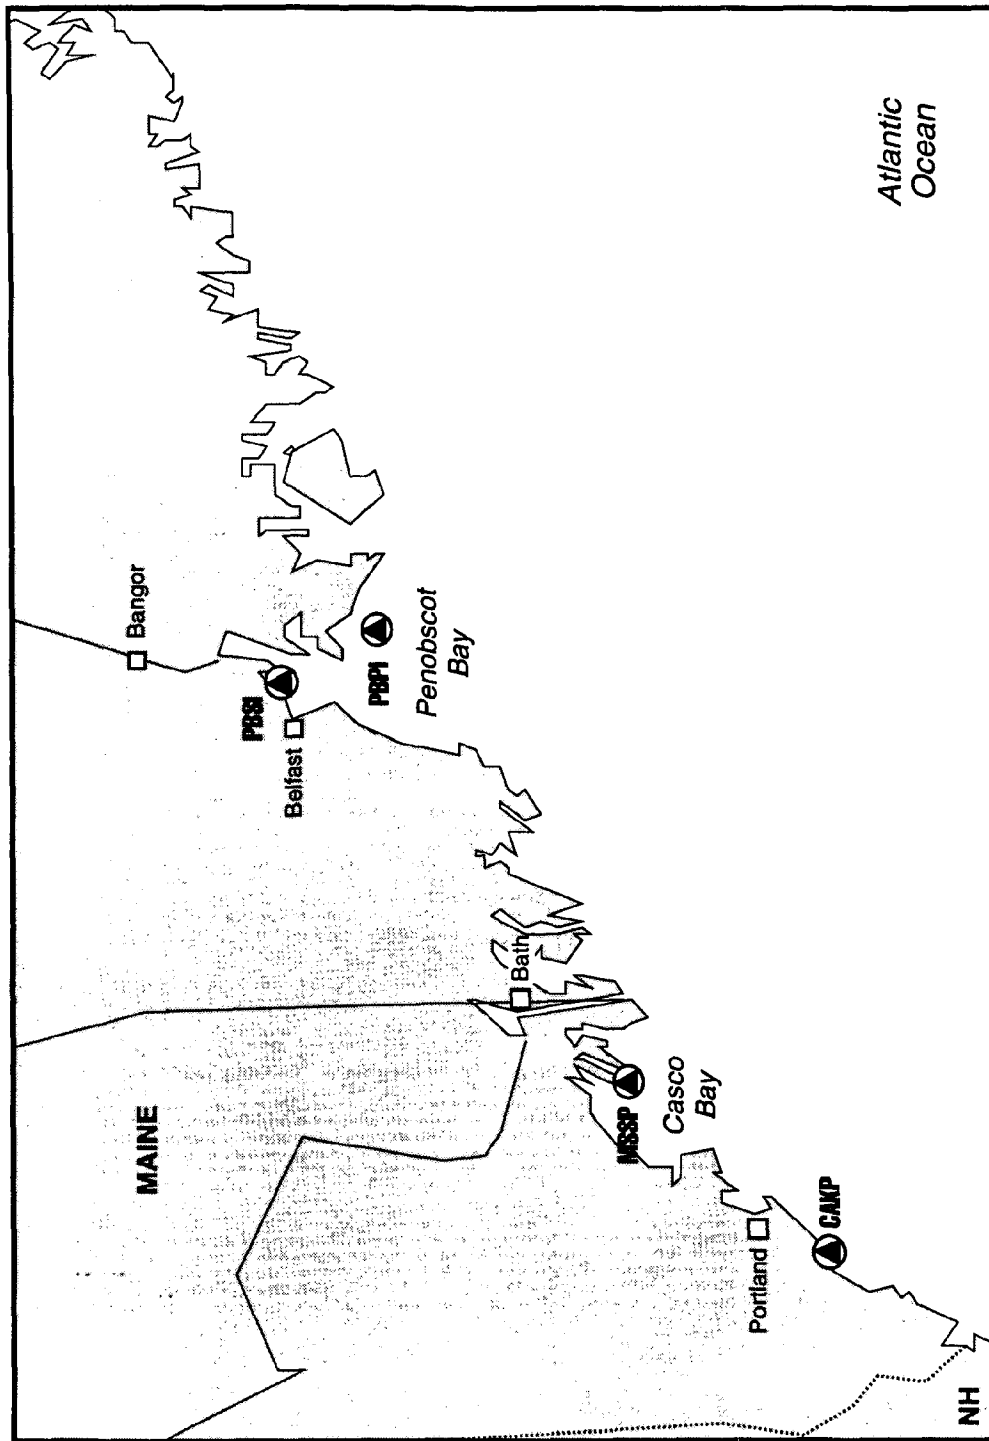 MAINE
Bangor
PBSI
Belfast
PBPI
Penobscot
Bay
Bath
MSSP
Casco
Bay
Portland
CAKP
NH
Atlantic
Ocean